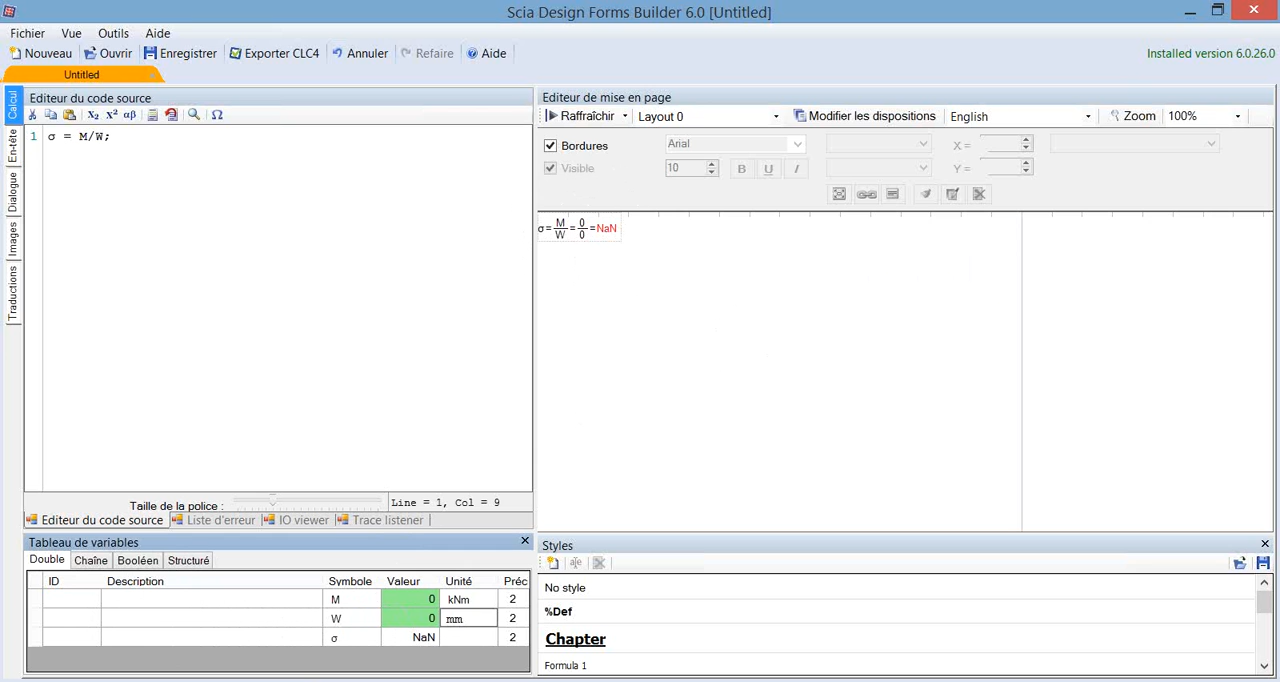 Scia Design Forms Builder 6.0 [Untitled]
Fichier Vue Outils Aide
Nouveau Ouvrir Enregistrer Exporter CLC4 Annuler Refaire Aide Installed version 6.0.26.0
Untitled
Calcul
En-tête
Dialogue
Images
Traductions
Editeur du code source
X₂ X² αβ Ω
1 σ = M/W;
Taille de la police : Line = 1, Col = 9
Editeur du code source Liste d'erreur IO viewer Trace listener
Editeur de mise en page
Raffraîchir Layout 0 Modifier les dispositions English Zoom 100%
Bordures Arial X =
Visible 10 B U I Y =
σ=M/W=0/0=NaN
Tableau de variables
Double Chaîne Booléen Structuré
ID Description Symbole Valeur Unité Préc
M 0 kNm 2
W 0 mm 2
σ NaN 2
Styles
No style
%Def
Chapter
Formula 1